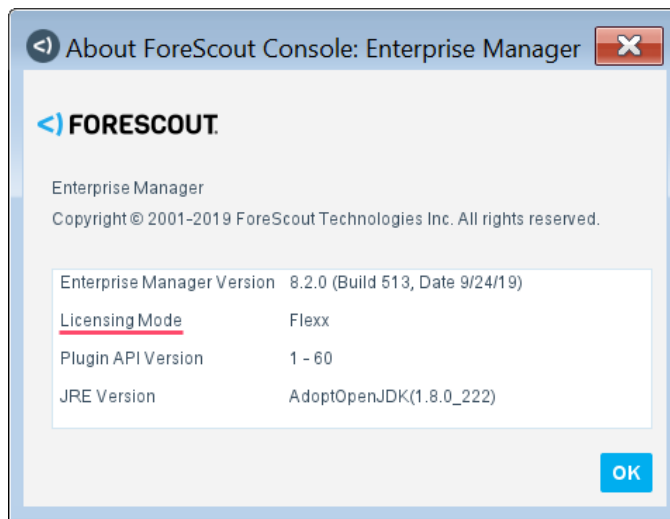 About ForeScout Console: Enterprise Manager
<) FORESCOUT.
Enterprise Manager
Copyright © 2001-2019 ForeScout Technologies Inc. All rights reserved.
Enterprise Manager Version 8.2.0 (Build 513, Date 9/24/19)
Licensing Mode Flexx
Plugin API Version 1 - 60
JRE Version AdoptOpenJDK(1.8.0_222)
OK